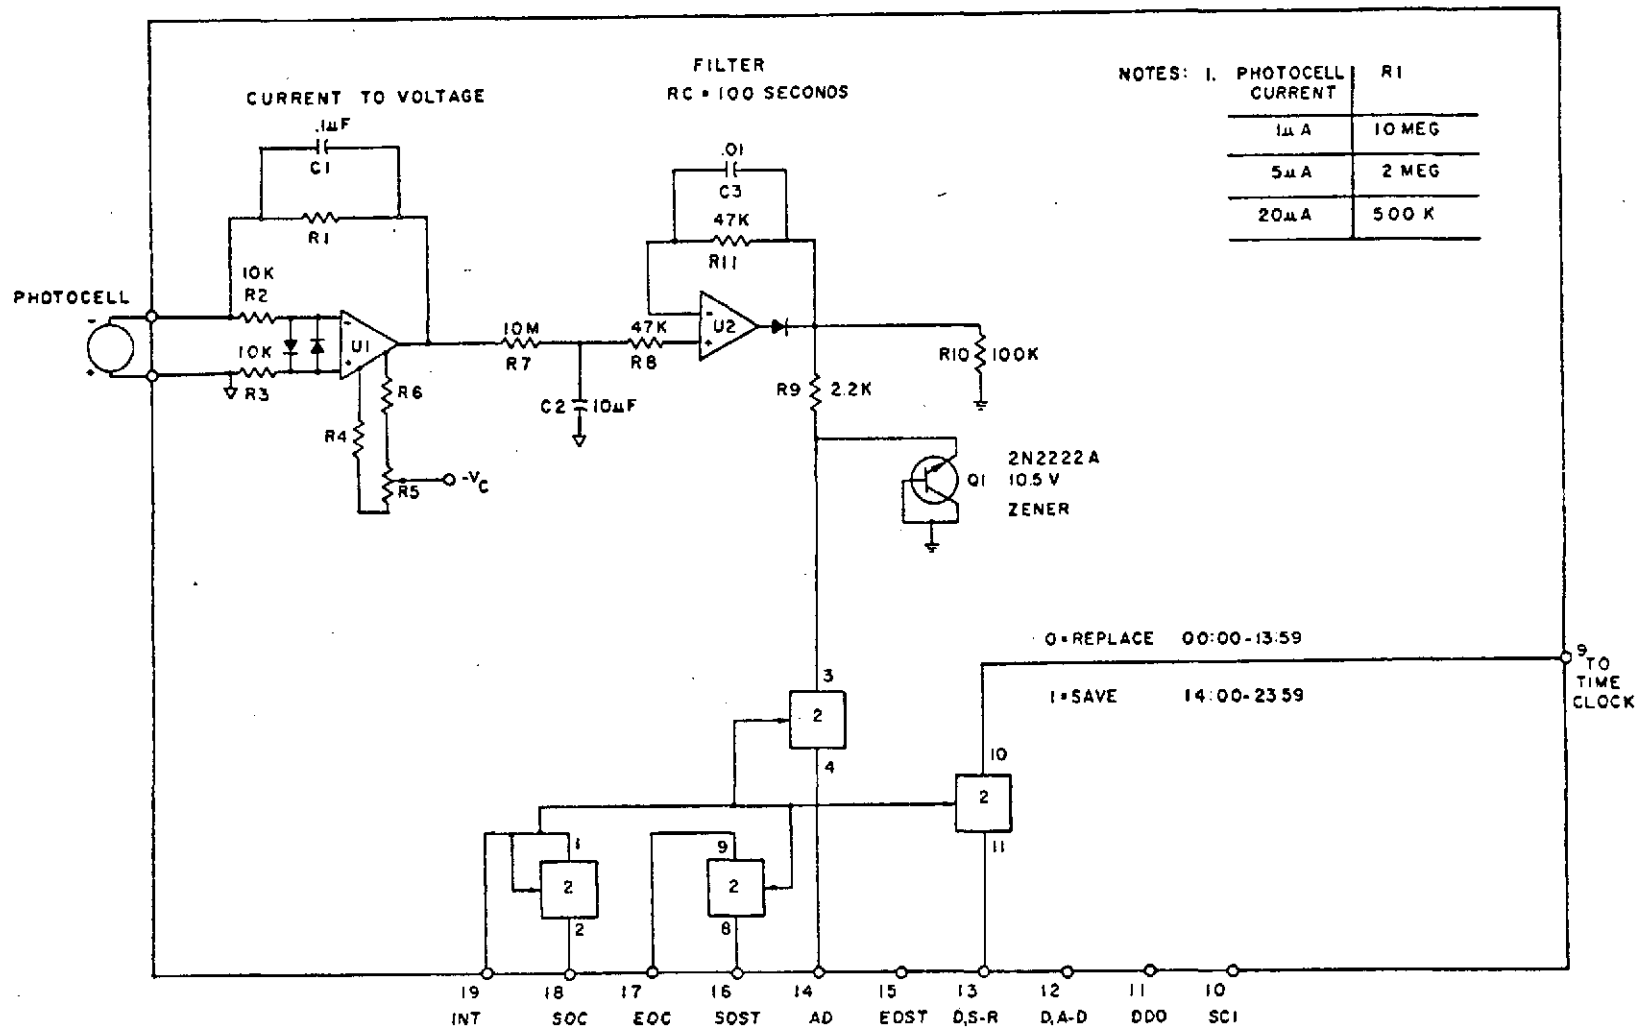 CURRENT TO VOLTAGE
.1μF
C1
R1
FILTER
RC = 100 SECONDS
.01
C3
47K
R11
NOTES: 1. PHOTOCELL CURRENT R1
1μA 10 MEG
5μA 2 MEG
20μA 500 K
PHOTOCELL
-
+
10K
R2
10K
R3
-
+
U1
R6
R4
R5
-VC
10M
R7
C2 10μF
47K
R8
-
+
U2
R10 100K
R9 2.2K
Q1
2N2222A
10.5 V
ZENER
0=REPLACE 00:00-13:59
1=SAVE 14:00-2359
9
TO
TIME
CLOCK
3
2
4
10
2
11
1
2
2
9
2
8
19 18 17 16 14 15 13 12 11 10
INT SOC EOC SOST AD EOST D,S-R D,A-D DDO SCI